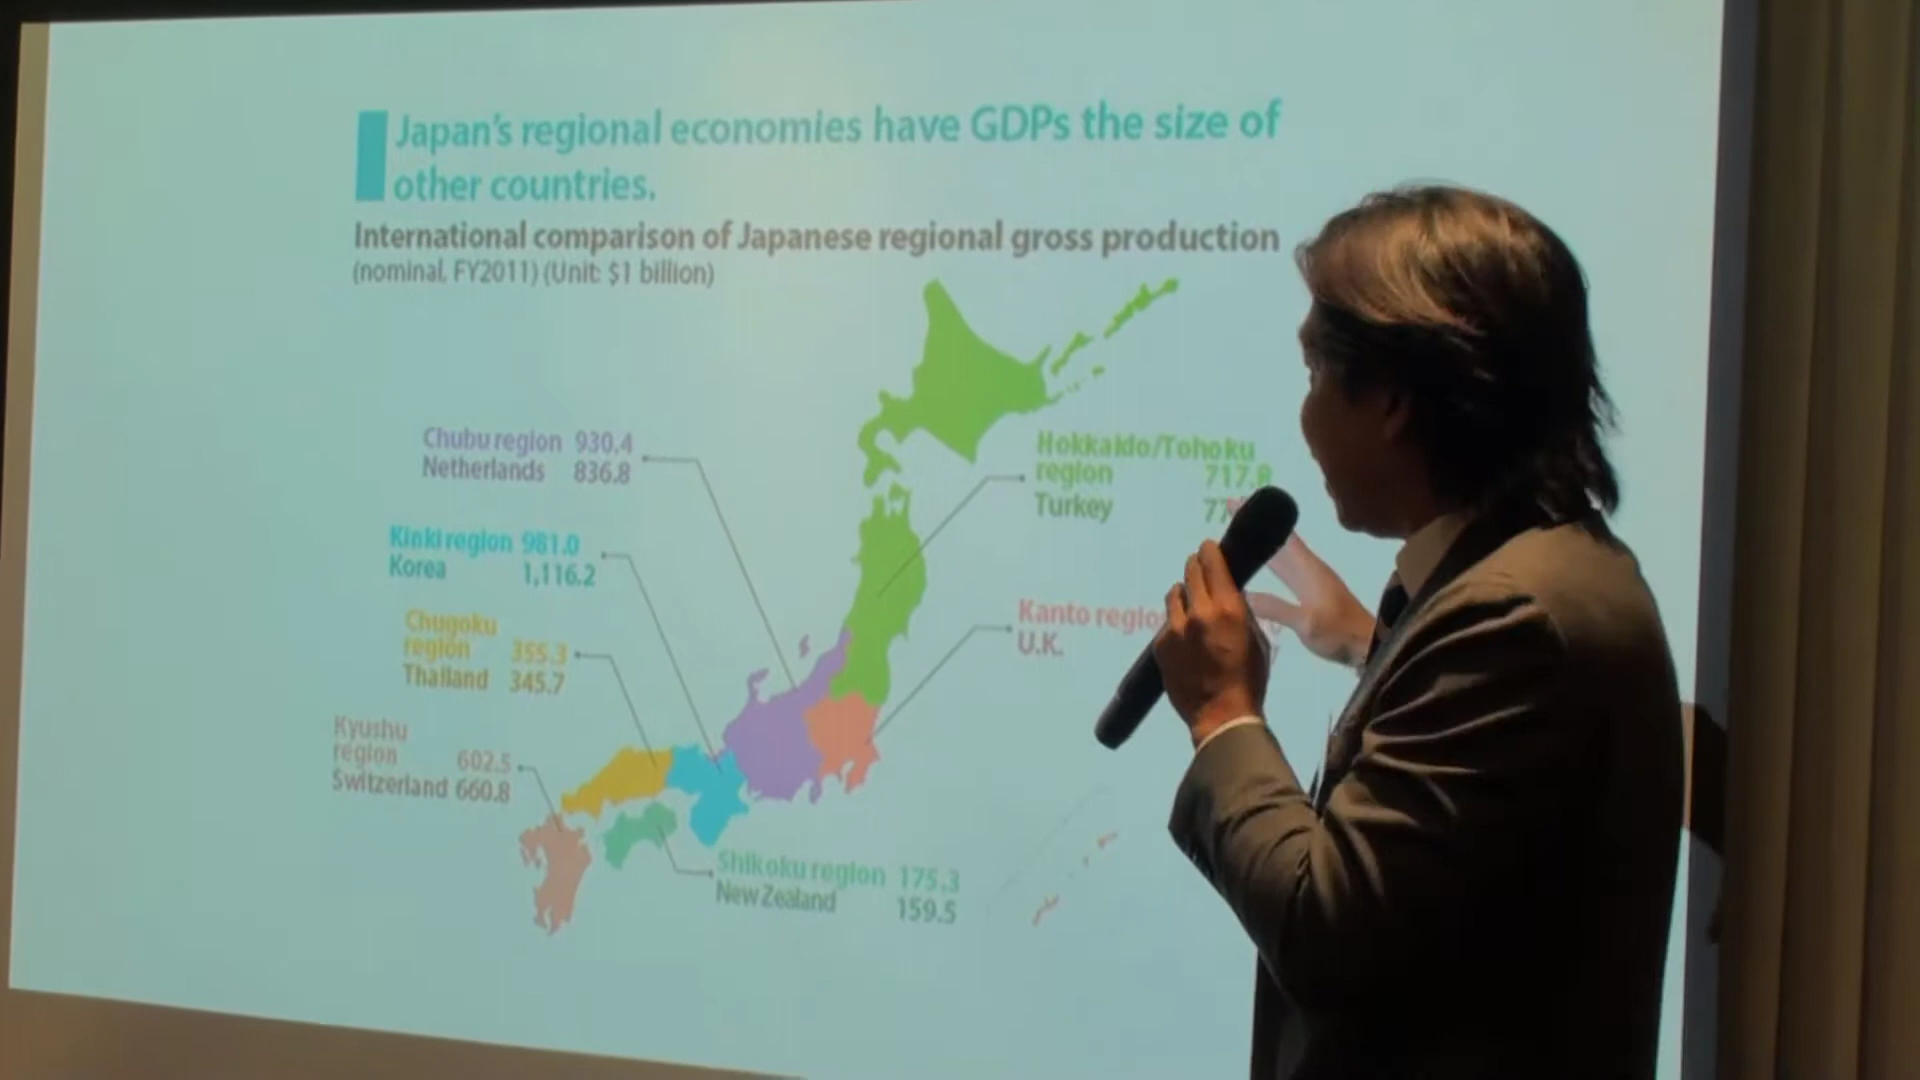 Japan's regional economies have GDPs the size of
other countries.
International comparison of Japanese regional gross production
(nominal, FY2011) (Unit: $1 billion)
Chubu region 930.4
Netherlands 836.8
Kinki region 981.0
Korea 1,116.2
Chugoku
region 355.3
Thailand 345.7
Kyushu
region 602.5
Switzerland 660.8
Hokkaido/Tohoku
region 717.8
Turkey
Kanto
U.K.
Shikoku region 175.3
New Zealand 159.5